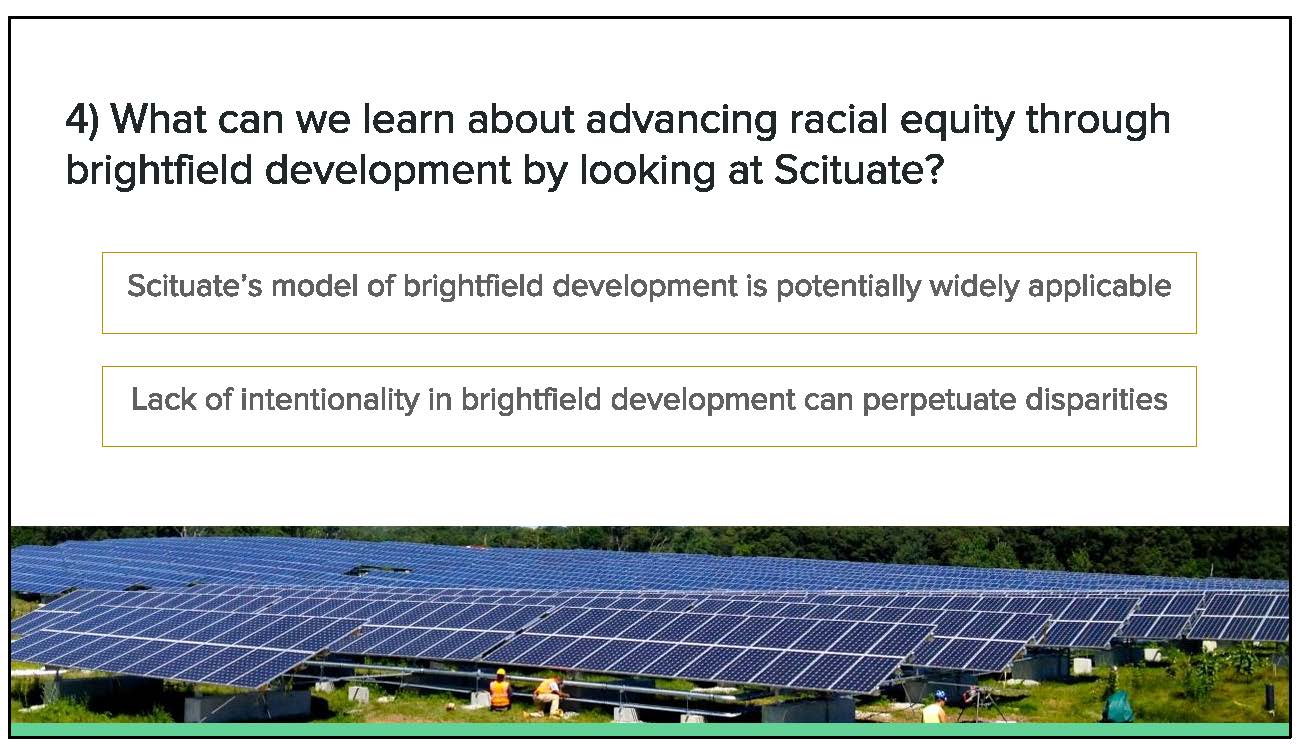 4) What can we learn about advancing racial equity through
brightfield development by looking at Scituate?
Scituate’s model of brightfield development is potentially widely applicable
Lack of intentionality in brightfield development can perpetuate disparities